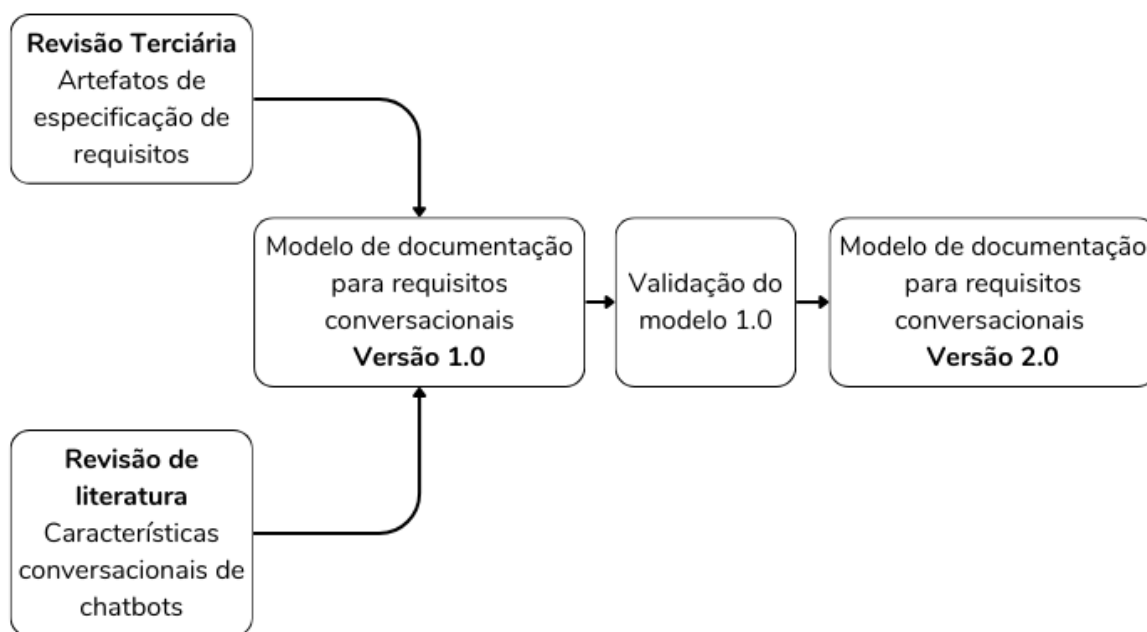 Revisão Terciária
Artefatos de
especificação de
requisitos
Modelo de documentação
para requisitos
conversacionais
Versão 1.0
Validação do
modelo 1.0
Modelo de documentação
para requisitos
conversacionais
Versão 2.0
Revisão de
literatura
Características
conversacionais de
chatbots